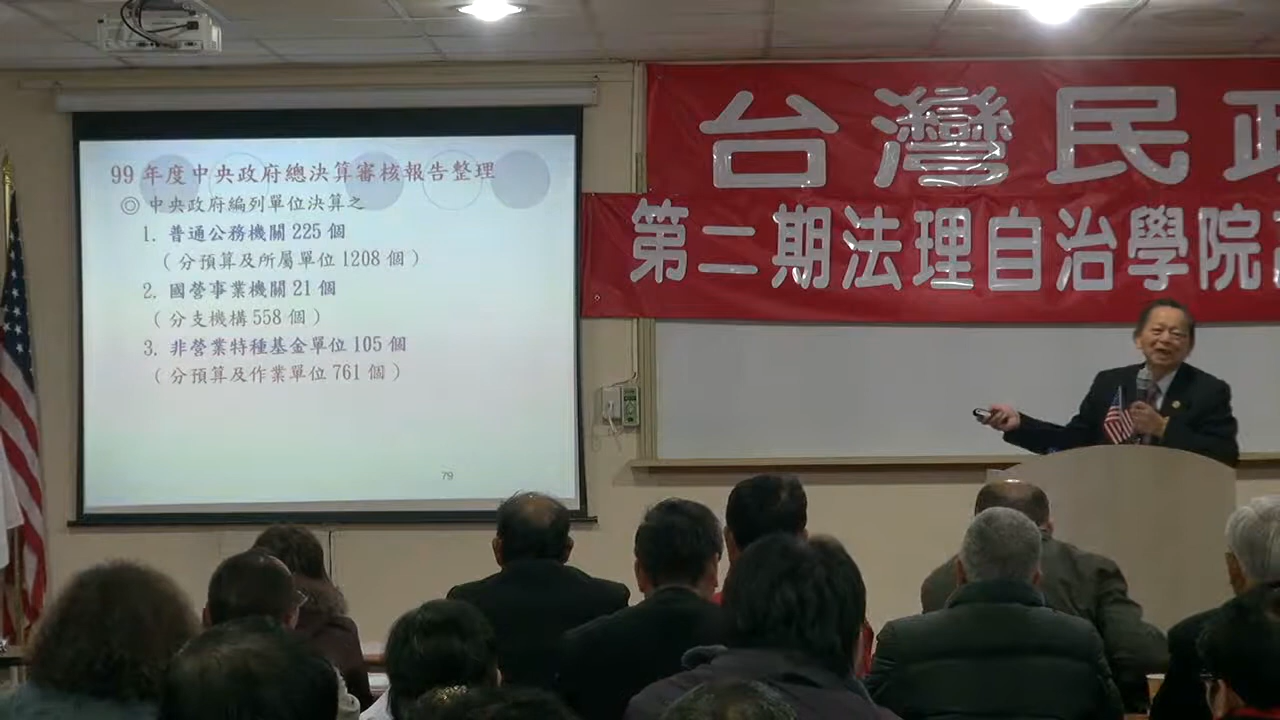 99 年度中央政府總決算審核報告整理
◎ 中央政府編列單位決算之
1. 普通公務機關 225 個
( 分預算及所屬單位 1208 個 )
2. 國營事業機關 21 個
( 分支機構 558 個 )
3. 非營業特種基金單位 105 個
( 分預算及作業單位 761 個 )
79
台灣民政
第二期法理自治學院